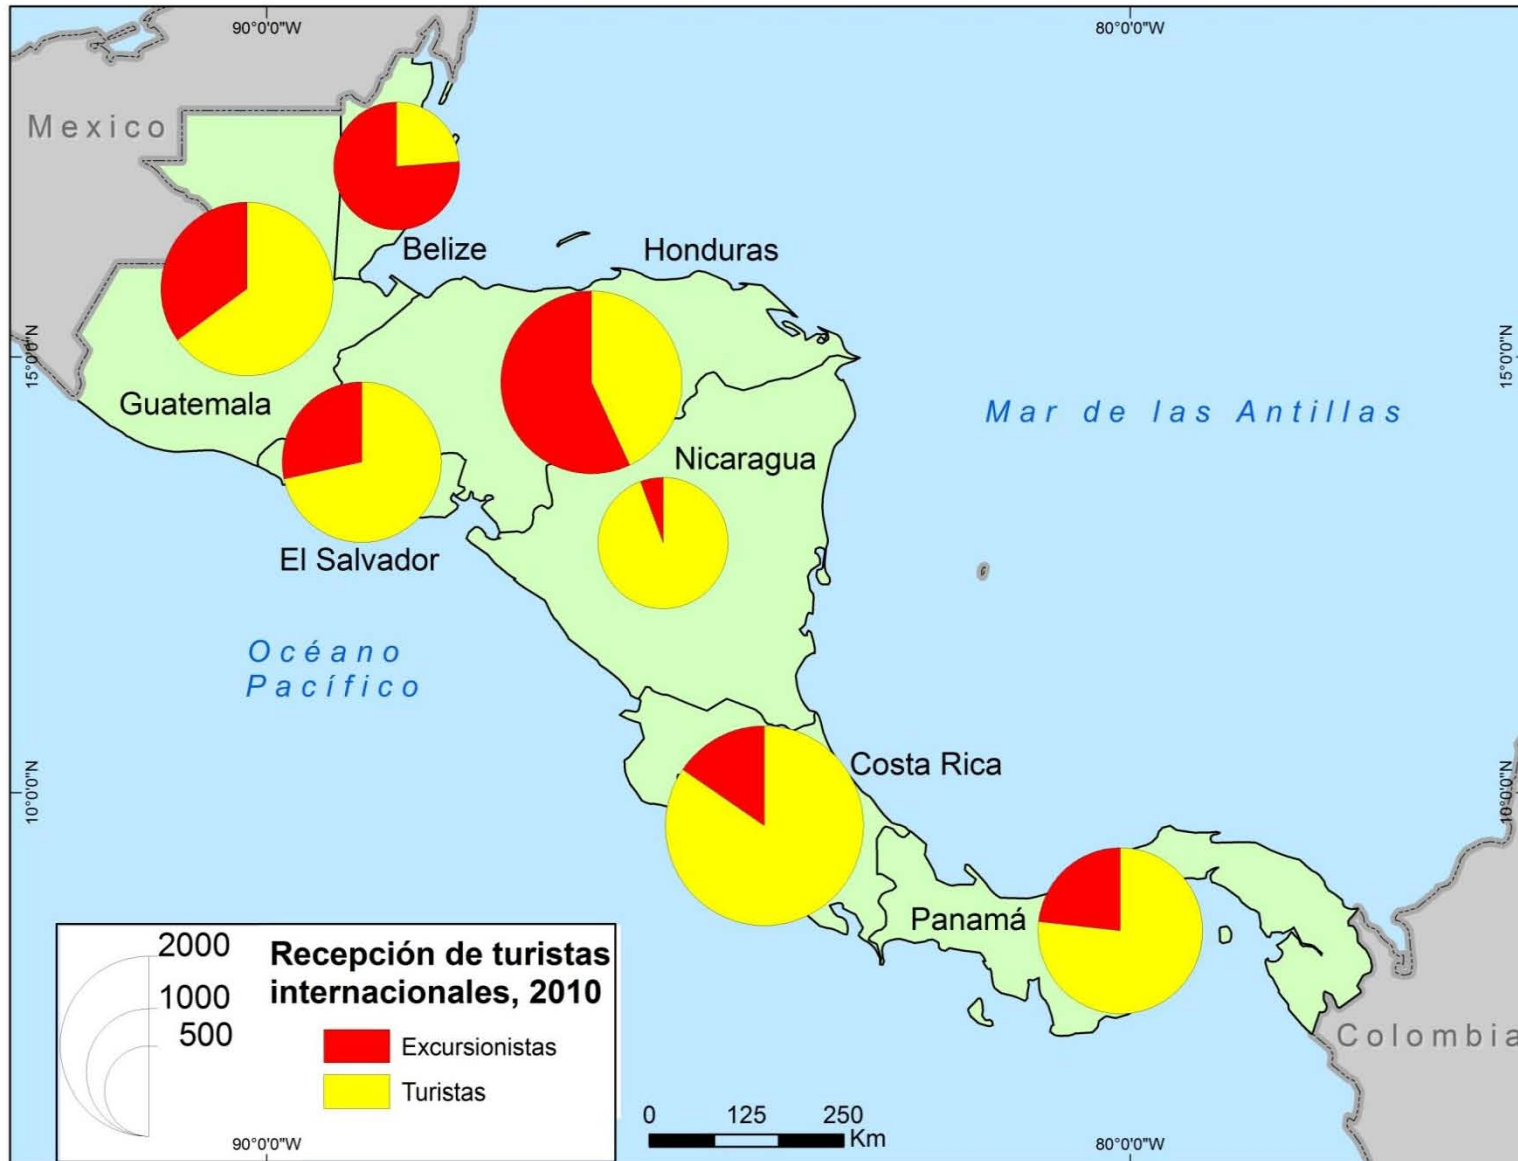 90°0'0"W
80°0'0"W
Mexico
Belize
Honduras
15°0'0"N
15°0'0"N
Guatemala
Mar de las Antillas
Nicaragua
El Salvador
Océano
Pacífico
Costa Rica
10°0'0"N
10°0'0"N
Panamá
Colombia
2000
1000
500
Recepción de turistas
internacionales, 2010
Excursionistas
Turistas
0 125 250
Km
90°0'0"W
80°0'0"W